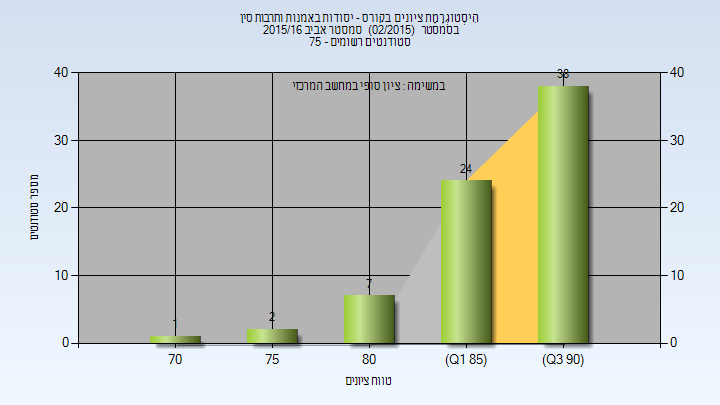 היסטוגרמת ציונים בקורס - יסודות באמנות ותרבות סין
בסמסטר (02/2015) סמסטר אביב 2015/16
סטודנטים רשומים - 75
במשימה : ציון סופי במחשב המרכזי
40
30
20
10
0
40
30
20
10
0
1
2
7
24
38
70
75
80
(Q1 85)
(Q3 90)
מספר סטודנטים
טווח ציונים